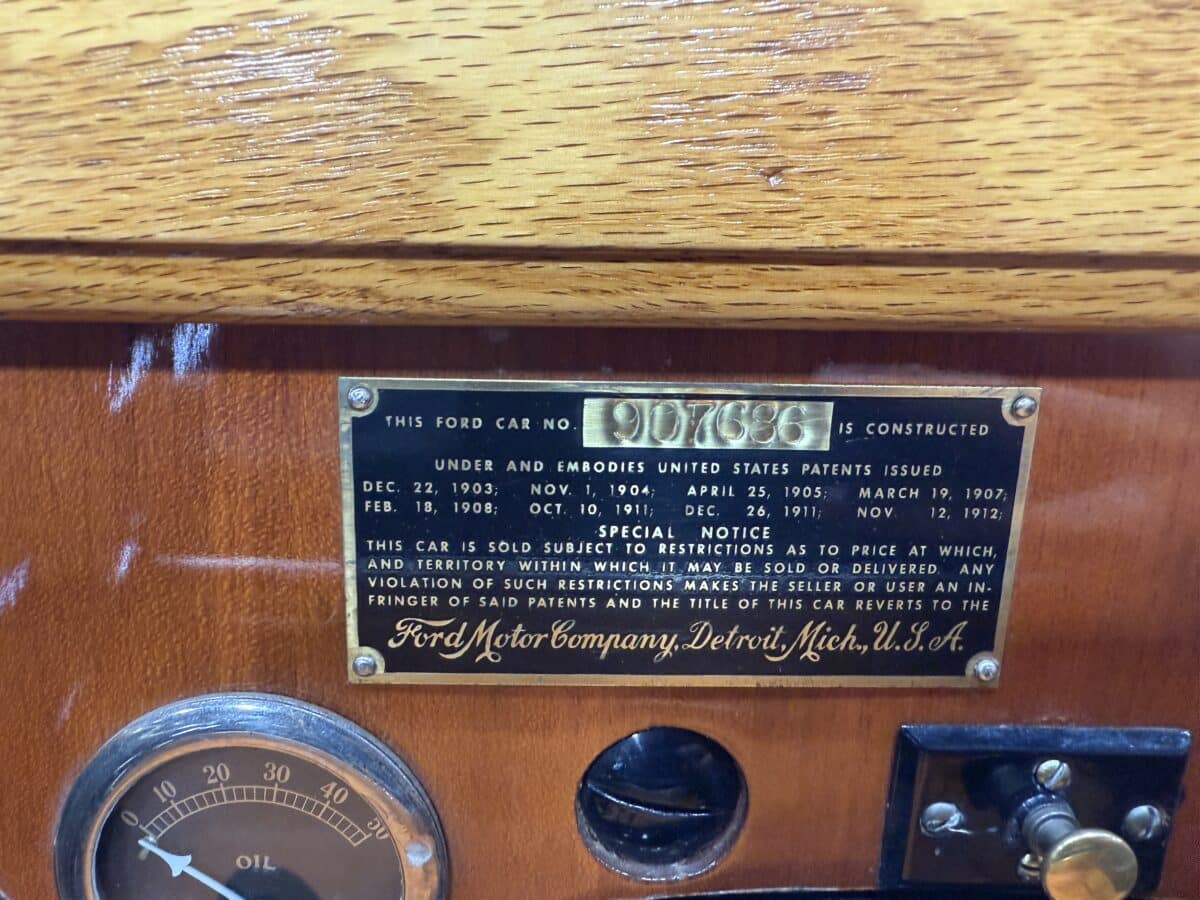 THIS FORD CAR NO. 907686 IS CONSTRUCTED
UNDER AND EMBODIES UNITED STATES PATENTS ISSUED
DEC. 22, 1903; NOV. 1, 1904; APRIL 25, 1905; MARCH 19, 1907;
FEB. 18, 1908; OCT. 10, 1911; DEC. 26, 1911; NOV 12, 1912;
SPECIAL NOTICE
THIS CAR IS SOLD SUBJECT TO RESTRICTIONS AS TO PRICE AT WHICH,
AND TERRITORY WITHIN WHICH IT MAY BE SOLD OR DELIVERED. ANY
VIOLATION OF SUCH RESTRICTIONS MAKES THE SELLER OR USER AN IN-
FRINGER OF SAID PATENTS AND THE TITLE OF THIS CAR REVERTS TO THE
Ford Motor Company, Detroit, Mich., U.S.A.
0 10 20 30 40 50
OIL